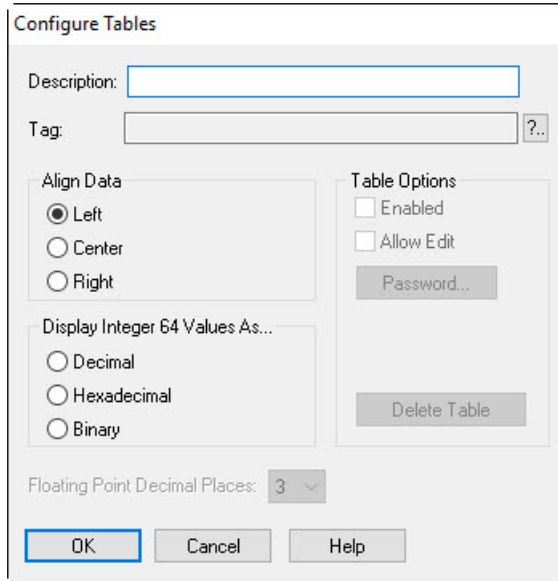 Configure Tables
Description:
Tag:
?..
Align Data
Left
Center
Right
Display Integer 64 Values As...
Decimal
Hexadecimal
Binary
Table Options
Enabled
Allow Edit
Password...
Delete Table
Floating Point Decimal Places: 3
OK Cancel Help